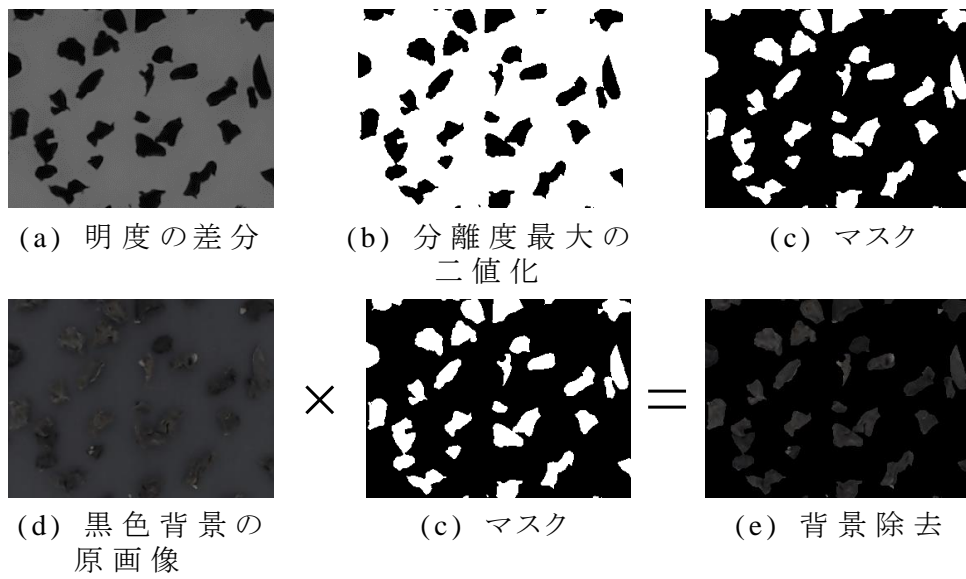 (a) 明度の差分
(b) 分離度最大の
二値化
(c) マスク
×
=
(d) 黒色背景の
原画像
(c) マスク
(e) 背景除去